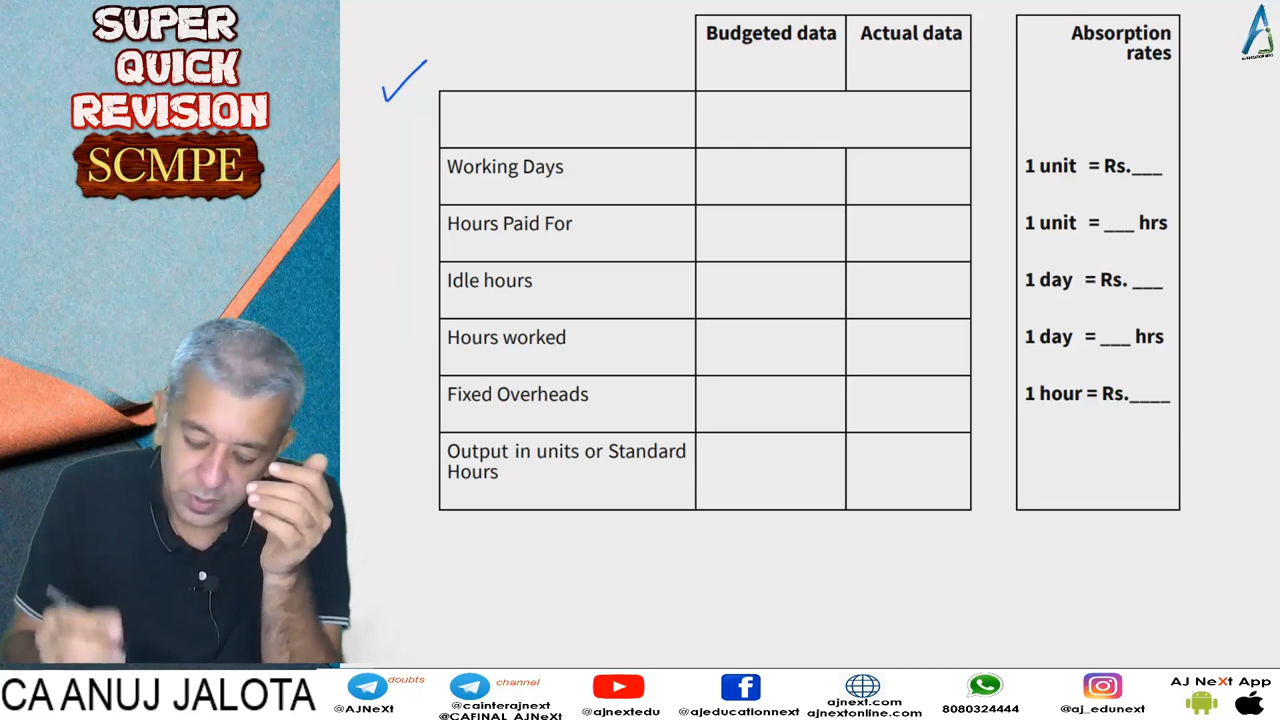 SUPER
QUICK
REVISION
SCMPE
Budgeted data
Actual data
Absorption
rates
Working Days
1 unit = Rs.___
Hours Paid For
1 unit = ___ hrs
Idle hours
1 day = Rs. ___
Hours worked
1 day = ___ hrs
Fixed Overheads
1 hour = Rs.____
Output in units or Standard
Hours
CA ANUJ JALOTA
doubts
@AJNeXt
channel
@cainterajnext
@CAFINAL_AJNeXt
@ajnextedu
@ajeducationnext
ajnext.com
ajnextonline.com
8080324444
@aj_edunext
AJ NeXt App